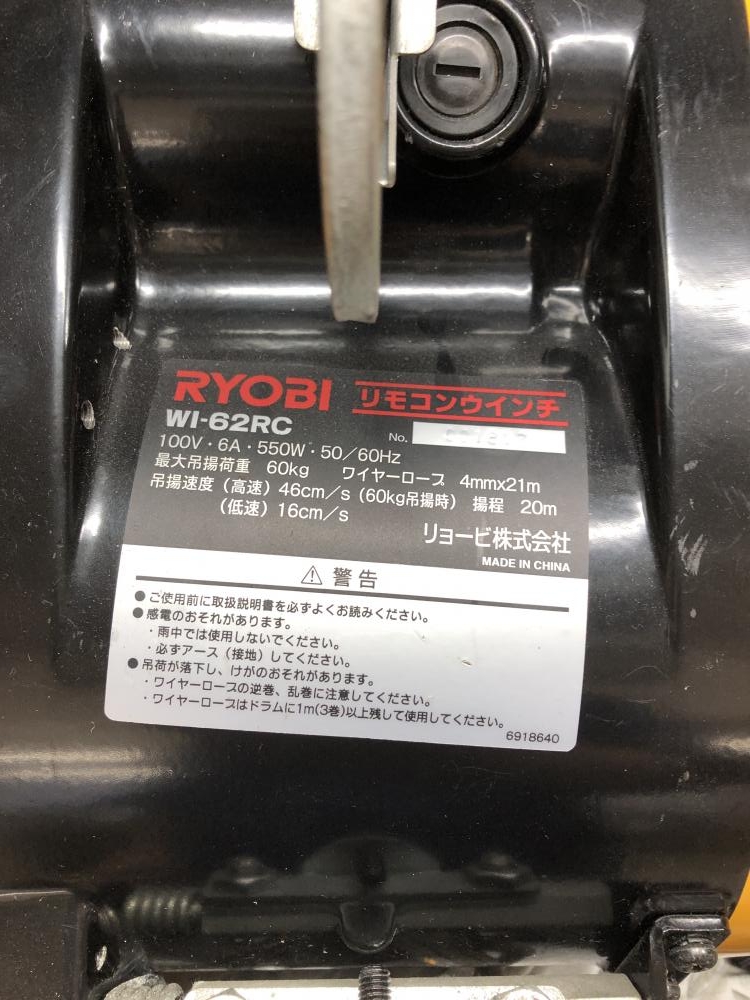 RYOBI リモコンウインチ
WI-62RC No.
100V・6A・550W・50/60Hz
最大吊揚荷重 60kg ワイヤーロープ 4mmx21m
吊揚速度（高速）46cm/s（60kg吊揚時） 揚程 20m
（低速）16cm/s
リョービ株式会社
MADE IN CHINA
⚠ 警告
●ご使用前に取扱説明書を必ずよくお読みください。
●感電のおそれがあります。
・雨中では使用しないでください。
・必ずアース（接地）してください。
●吊荷が落下し、けがのおそれがあります。
・ワイヤーロープの逆巻、乱巻に注意してください。
・ワイヤーロープはドラムに1m(3巻)以上残して使用してください。
6918640